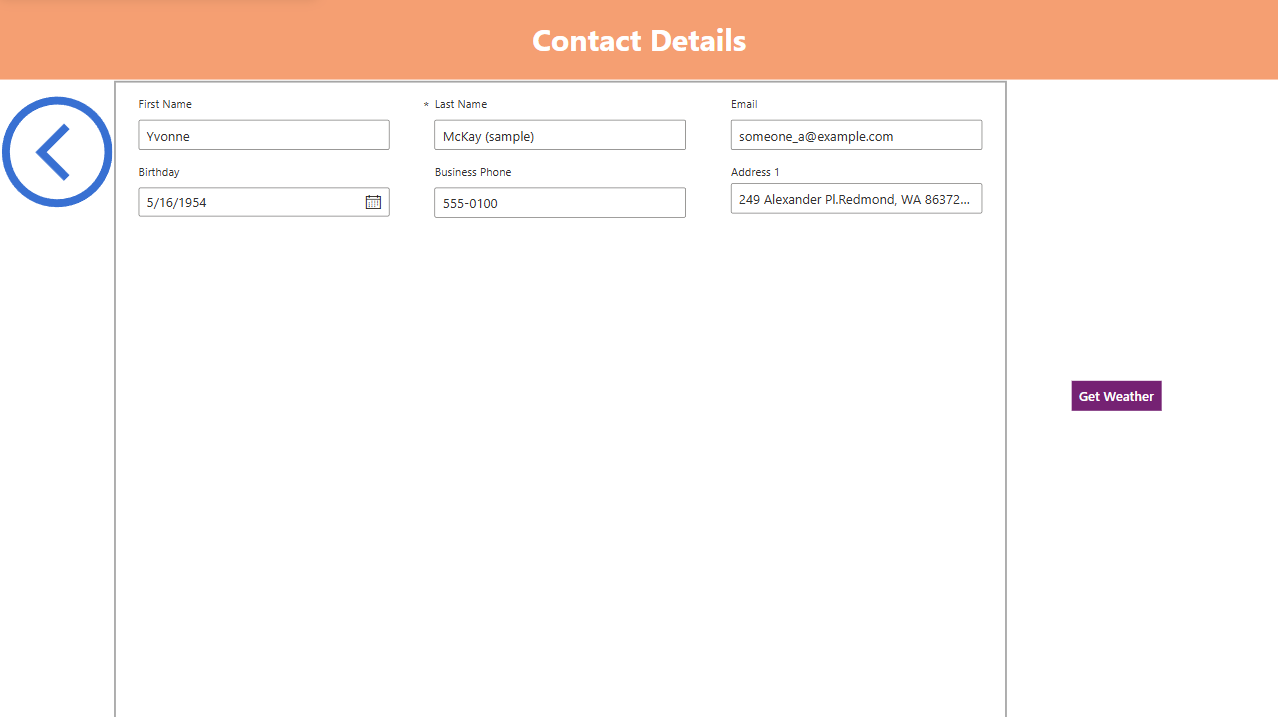 Contact Details
First Name
* Last Name
Email
Yvonne
McKay (sample)
someone_a@example.com
Birthday
Business Phone
Address 1
5/16/1954
555-0100
249 Alexander Pl.Redmond, WA 86372...
Get Weather